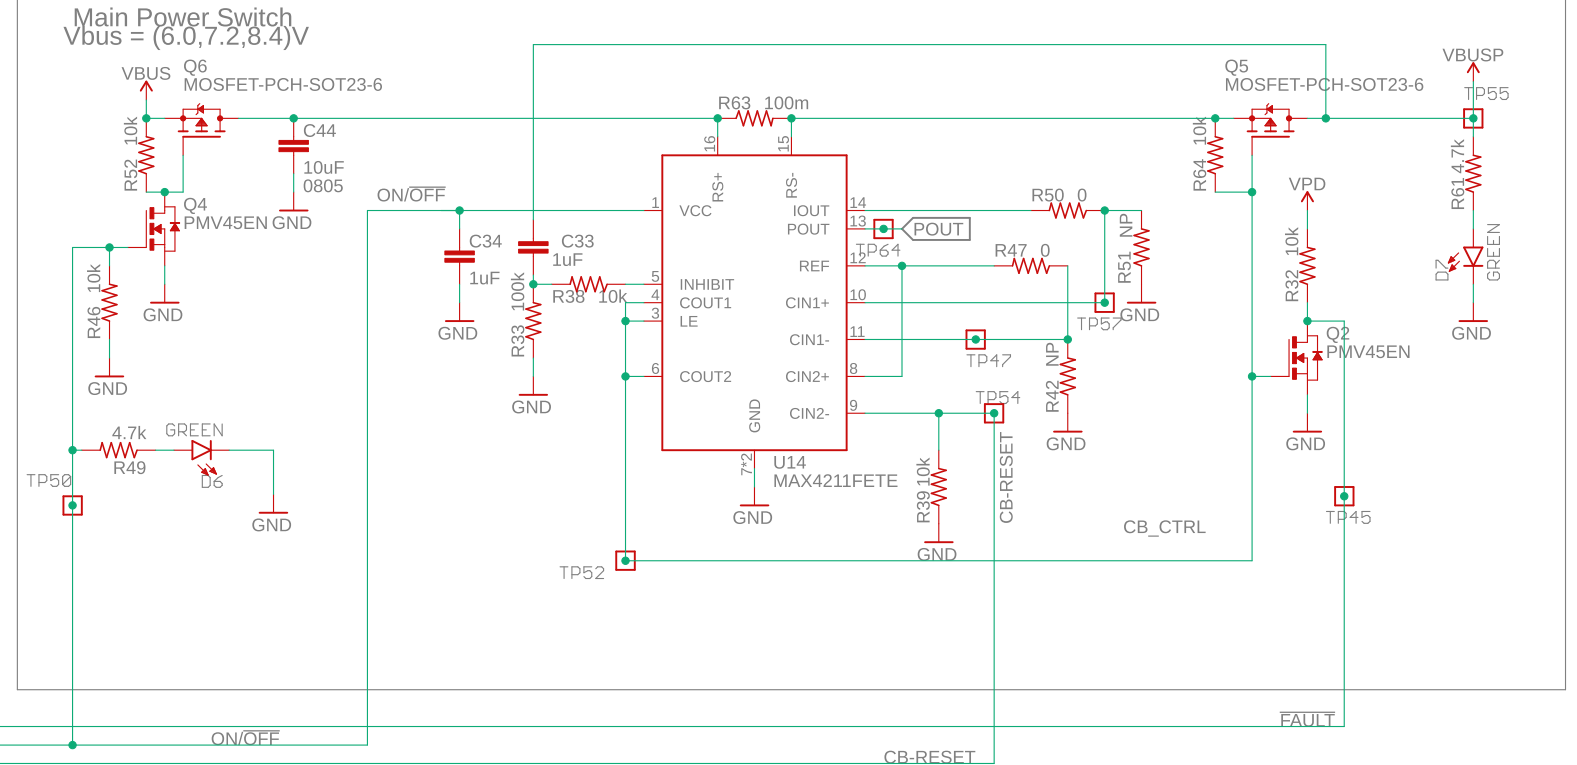 Main Power Switch
Vbus = (6.0,7.2,8.4)V
VBUS
Q6
MOSFET-PCH-SOT23-6
R52 10k
C44
10uF
0805
GND
Q4
PMV45EN
GND
R46 10k
GND
4.7k
R49
GREEN
D6
GND
TP50
ON/OFF
C34
1uF
GND
C33
1uF
R38 10k
R33 100k
GND
R63 100m
16
15
RS+
RS-
1
VCC
5
INHIBIT
4
COUT1
3
LE
6
COUT2
IOUT
14
POUT
13
REF
12
CIN1+
10
CIN1-
11
CIN2+
8
CIN2-
9
GND
7*2
U14
MAX4211FETE
GND
TP52
R50 0
TP64
POUT
R47 0
R51 NP
GND
TP57
TP47
R42 NP
GND
TP54
CB-RESET
R39 10k
GND
CB_CTRL
Q5
MOSFET-PCH-SOT23-6
R64 10k
VPD
R32 10k
Q2
PMV45EN
GND
VBUSP
TP55
R61 4.7k
D7
GREEN
GND
TP45
FAULT
ON/OFF
CB-RESET